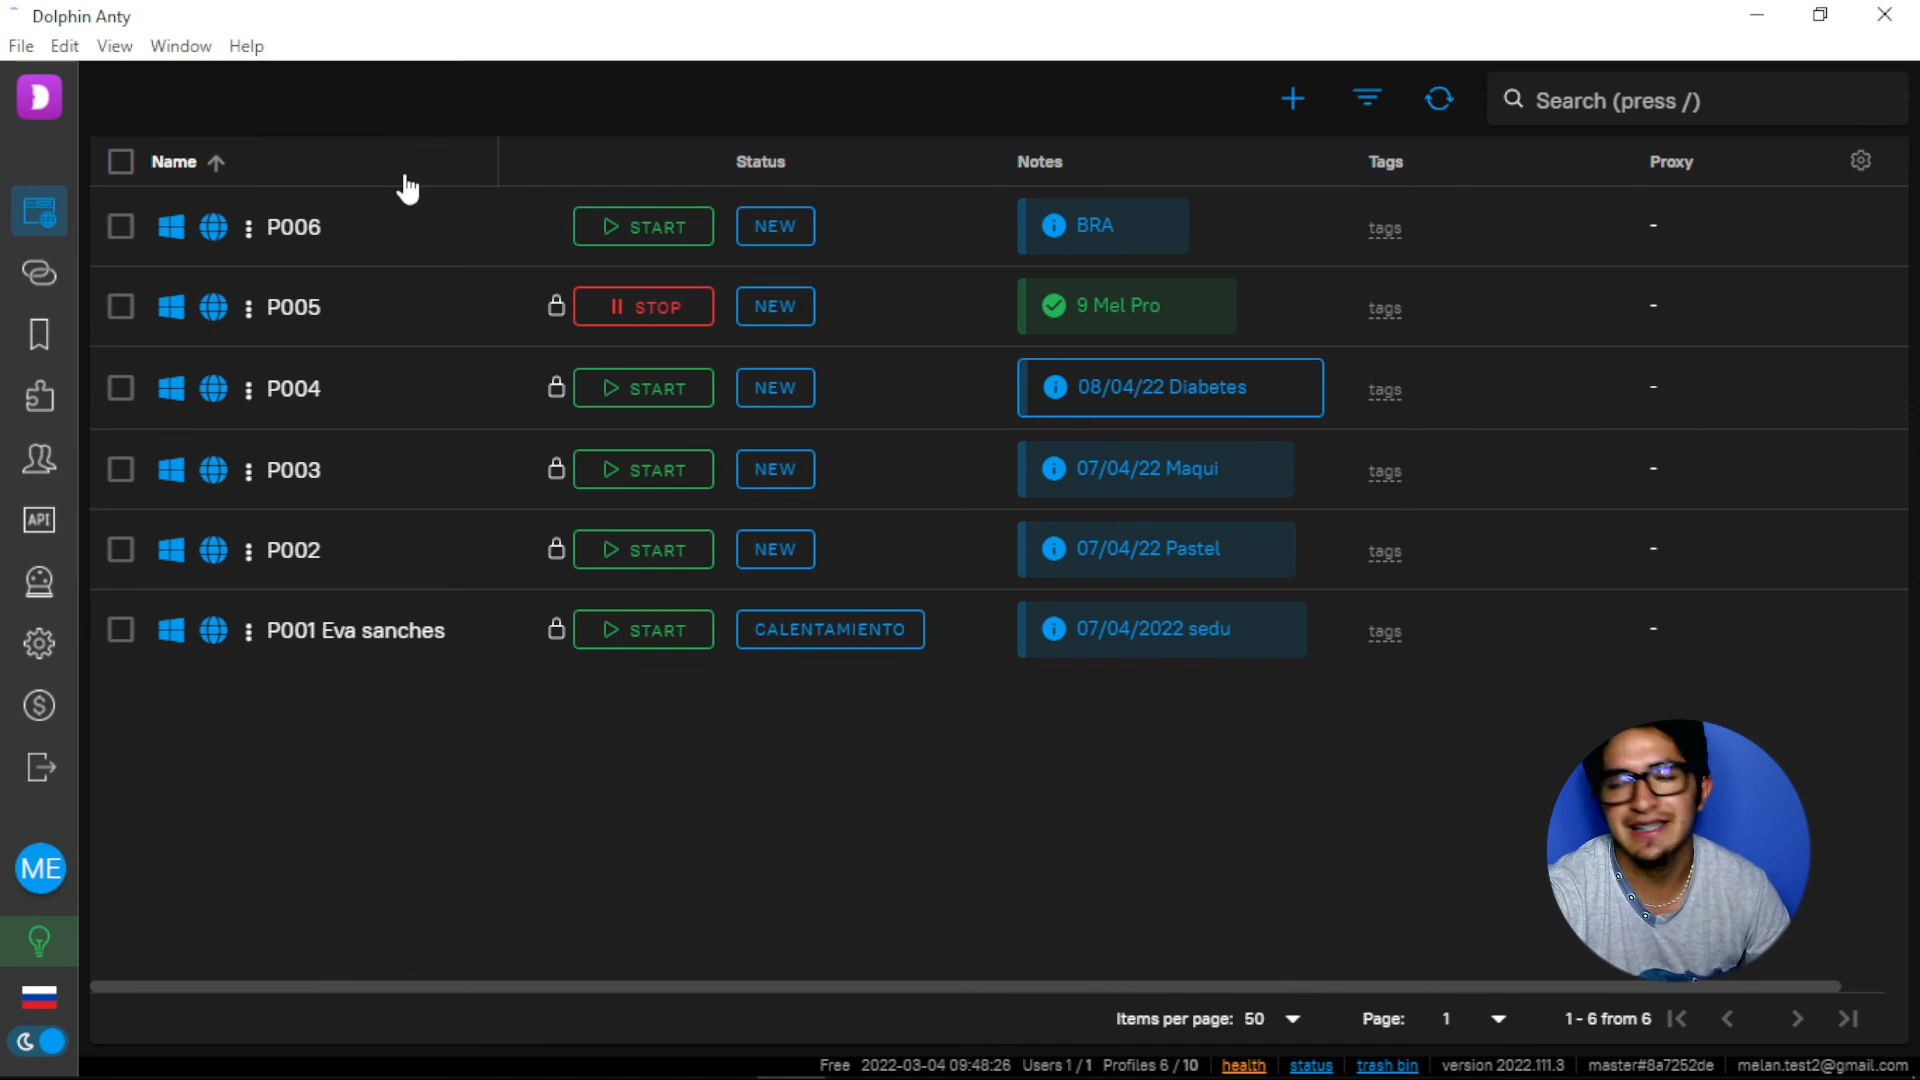 Dolphin Anty
File Edit View Window Help
Search (press /)
Name Status Notes Tags Proxy
P006 START NEW BRA tags -
P005 STOP NEW 9 Mel Pro tags -
P004 START NEW 08/04/22 Diabetes tags -
P003 START NEW 07/04/22 Maqui tags -
P002 START NEW 07/04/22 Pastel tags -
P001 Eva sanches START CALENTAMIENTO 07/04/2022 sedu tags -
API
ME
Items per page: 50 Page: 1 1-6 from 6
Free 2022-03-04 09:48:26 Users 1/1 Profiles 6/10 health status trash bin version 2022.111.3 master#8a7252de melan.test2@gmail.com